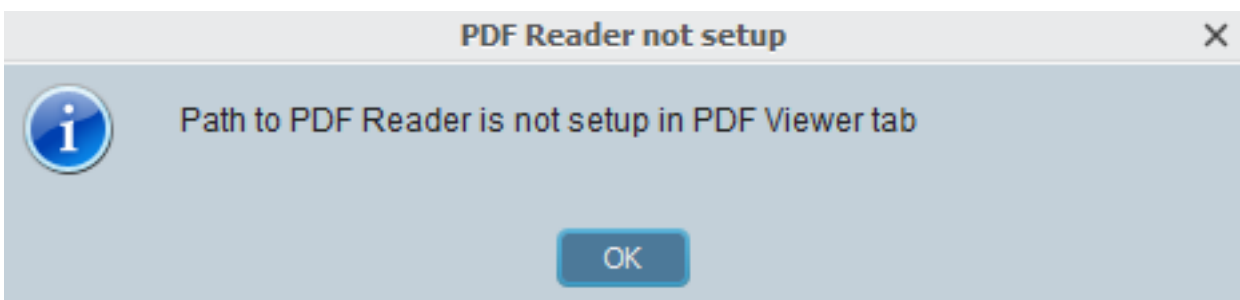 PDF Reader not setup
Path to PDF Reader is not setup in PDF Viewer tab
OK